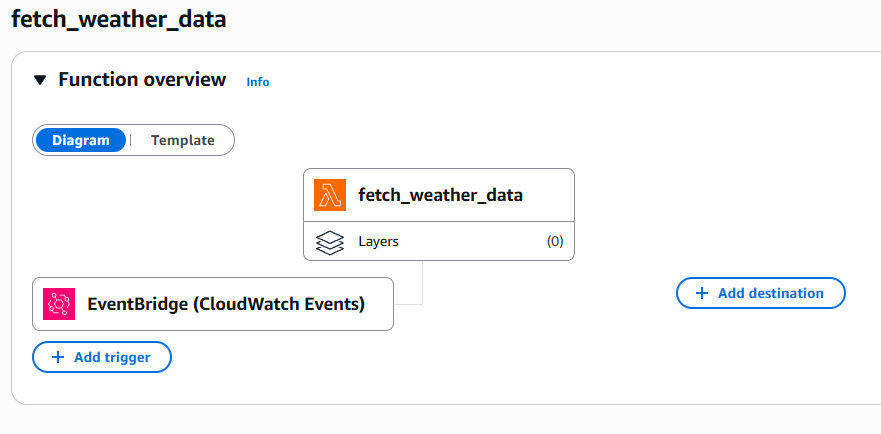 fetch_weather_data
Function overview Info
Diagram Template
fetch_weather_data
Layers (0)
EventBridge (CloudWatch Events)
+ Add destination
+ Add trigger